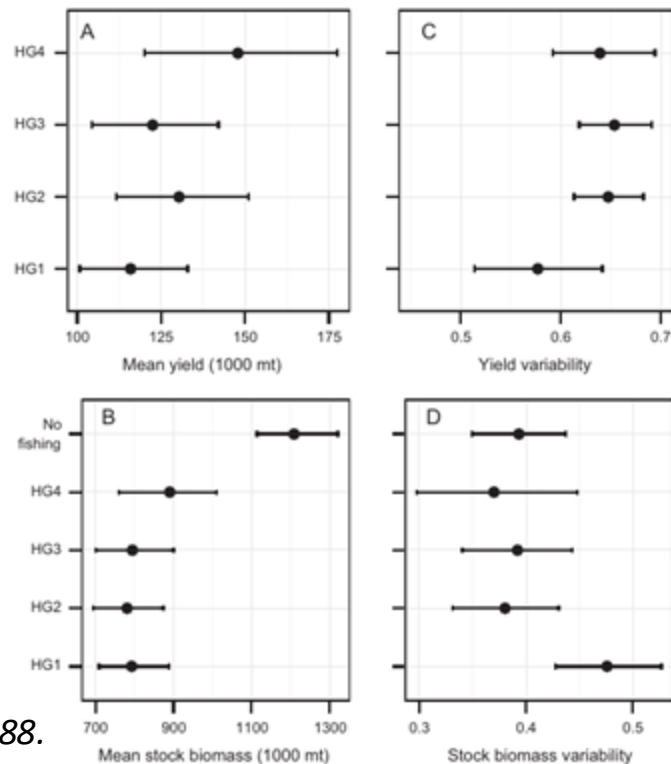 A
C
HG4
HG3
HG2
HG1
100 125 150 175
0.5 0.6 0.7
Mean yield (1000 mt)
Yield variability
B
D
No
fishing
HG4
HG3
HG2
HG1
700 900 1100 1300
0.3 0.4 0.5
88.
Mean stock biomass (1000 mt)
Stock biomass variability